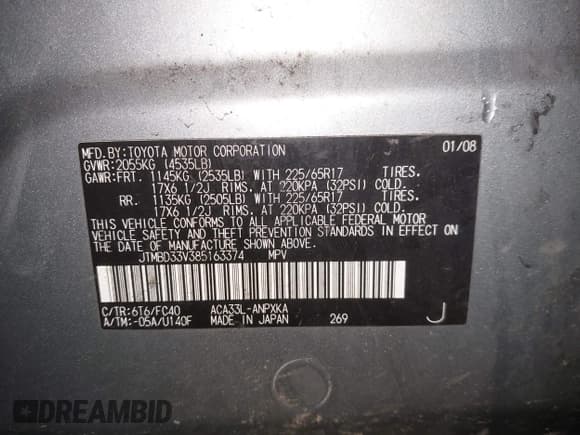 MFD.BY:TOYOTA MOTOR CORPORATION 01/08
GVWR:2055KG (4535LB)
GAWR:FRT. 1145KG (2535LB) WITH 225/65R17 TIRES.
17X6 1/2J RIMS. AT 220KPA (32PSI) COLD.
RR. 1135KG (2505LB) WITH 225/65R17 TIRES.
17X6 1/2J RIMS. AT 220KPA (32PSI) COLD.
THIS VEHICLE CONFORMS TO ALL APPLICABLE FEDERAL MOTOR
VEHICLE SAFETY AND THEFT PREVENTION STANDARDS IN EFFECT ON
THE DATE OF MANUFACTURE SHOWN ABOVE.
JTMBD33V385163374 MPV
C/TR:6T6/FC40 ACA33L-ANPXKA
A/TM:-05A/U140F MADE IN JAPAN 269 J
DREAMBID